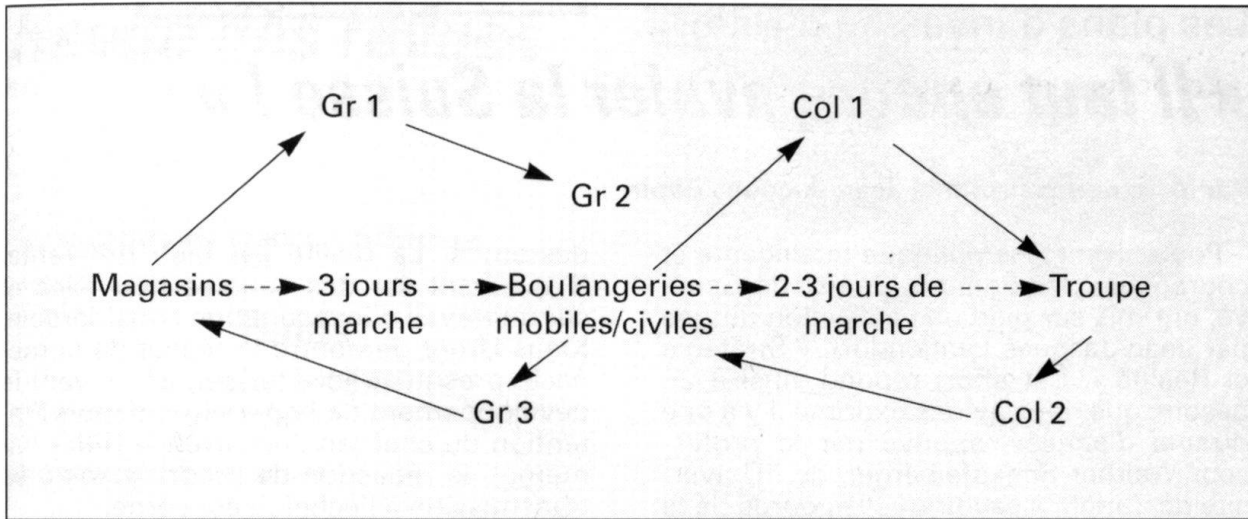 Gr 1
Col 1
Gr 2
Magasins 3 jours Boulangeries 2-3 jours de Troupe
marche mobiles/civiles marche
Gr 3
Col 2